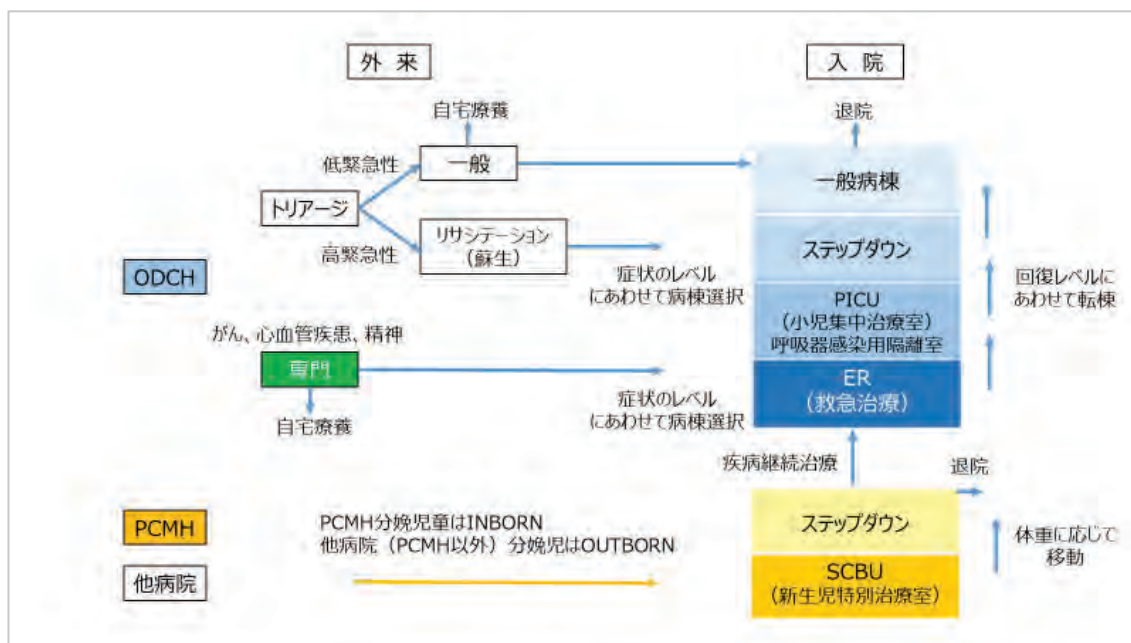 外 来
入 院
自宅療養
退院
低緊急性
一般
一般病棟
トリアージ
リサシテーション
(蘇生)
高緊急性
ステップダウン
症状のレベル
にあわせて病棟選択
ODCH
回復レベルに
あわせて転棟
PICU
(小児集中治療室)
呼吸器感染用隔離室
がん、心血管疾患、精神
専門
ER
(救急治療)
症状のレベル
にあわせて病棟選択
自宅療養
疾病継続治療
退院
PCMH
PCMH分娩児童はINBORN
他病院(PCMH以外)分娩児はOUTBORN
ステップダウン
体重に応じて
移動
他病院
SCBU
(新生児特別治療室)